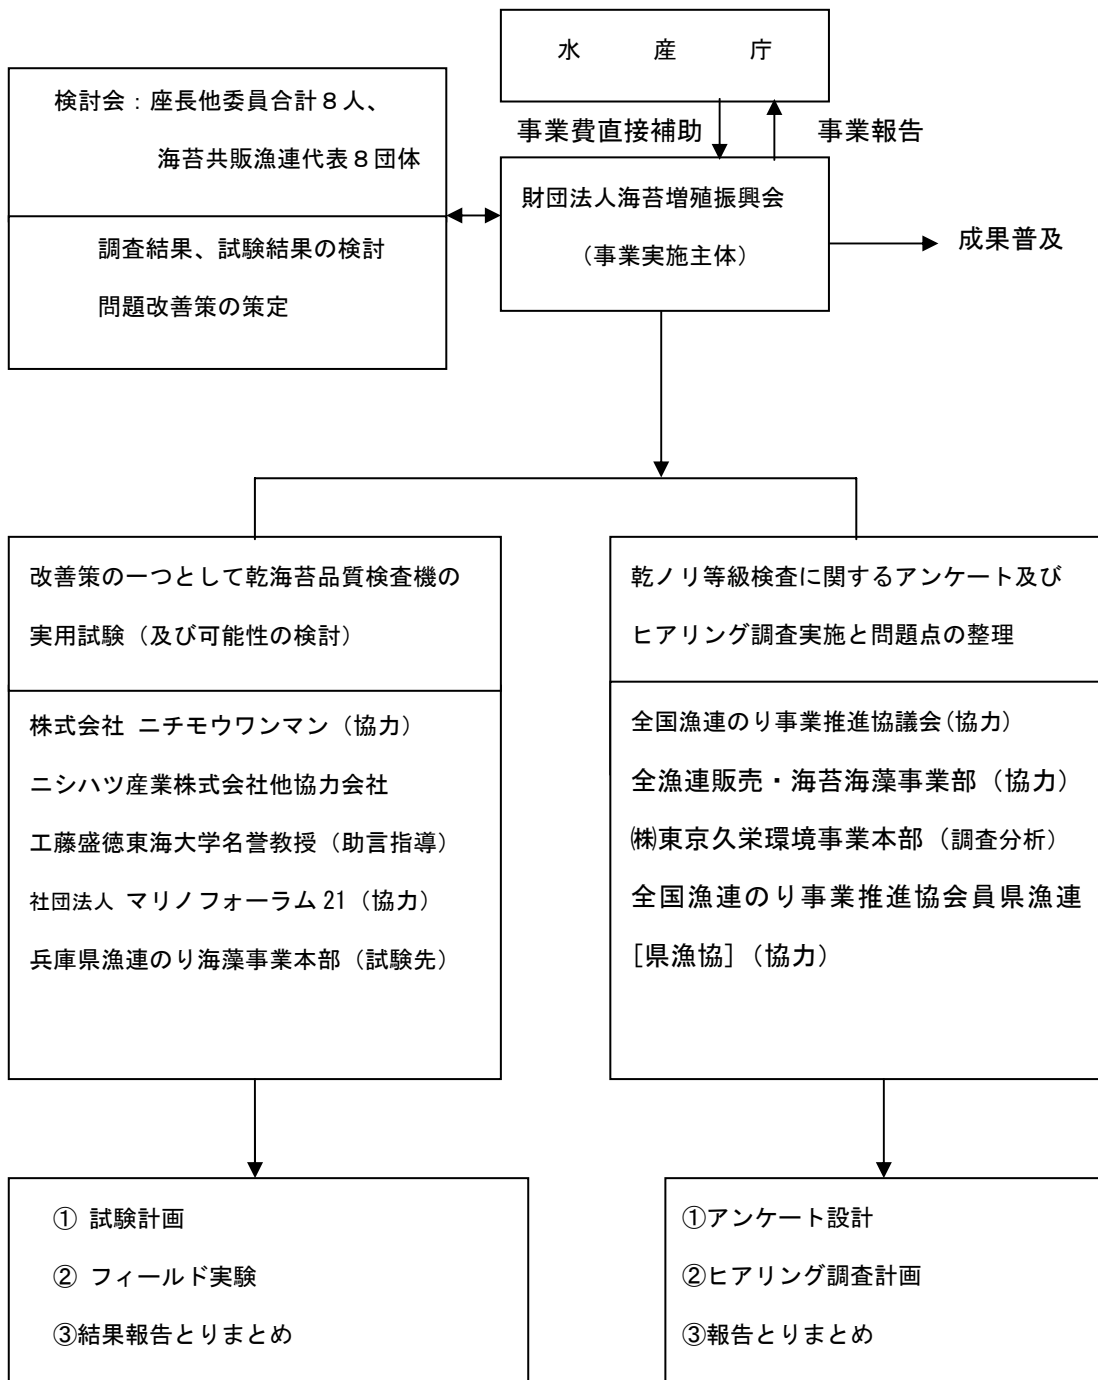 水　産　庁
検討会：座長他委員合計８人、
海苔共販漁連代表８団体
事業費直接補助
事業報告
財団法人海苔増殖振興会
（事業実施主体）
成果普及
調査結果、試験結果の検討
問題改善策の策定
改善策の一つとして乾海苔品質検査機の
実用試験（及び可能性の検討）
株式会社 ニチモウワンマン（協力）
ニシハツ産業株式会社他協力会社
工藤盛徳東海大学名誉教授（助言指導）
社団法人 マリノフォーラム 21（協力）
兵庫県漁連のり海藻事業本部（試験先）
乾ノリ等級検査に関するアンケート及び
ヒアリング調査実施と問題点の整理
全国漁連のり事業推進協議会(協力)
全漁連販売・海苔海藻事業部（協力）
㈱東京久栄環境事業本部（調査分析）
全国漁連のり事業推進協会員県漁連
[県漁協]（協力）
① 試験計画
② フィールド実験
③結果報告とりまとめ
①アンケート設計
②ヒアリング調査計画
③報告とりまとめ